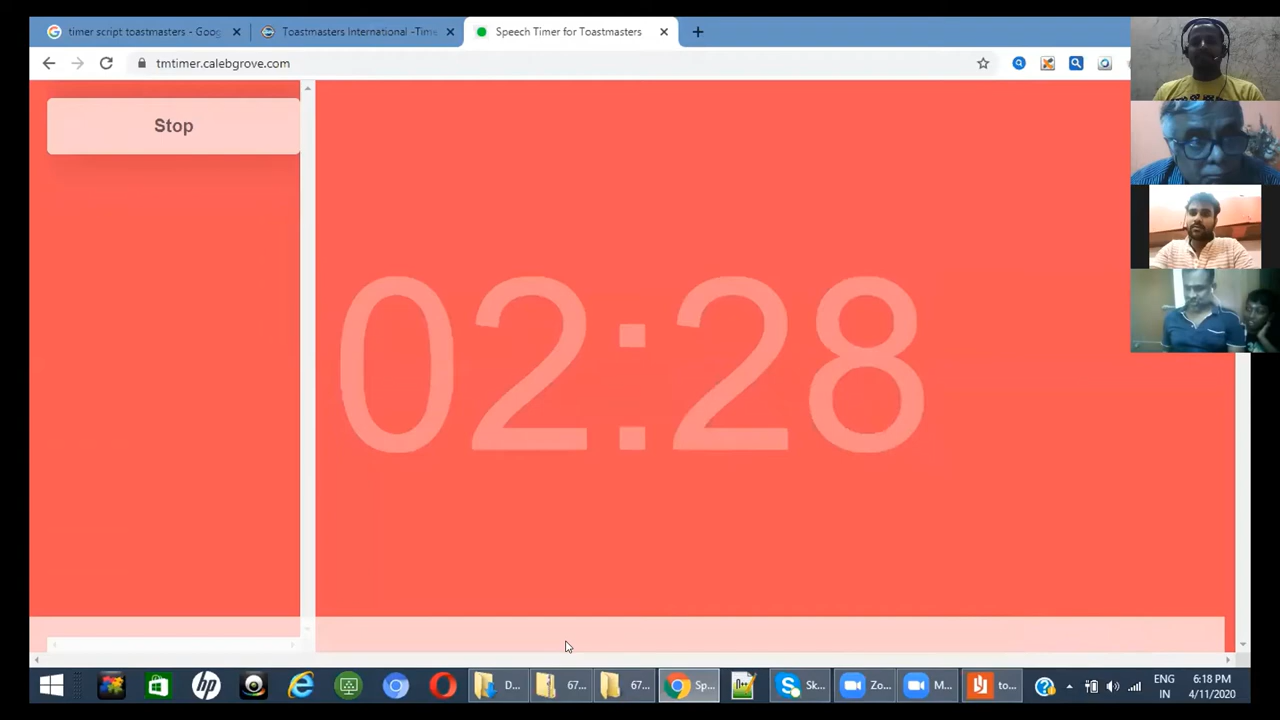 timer script toastmasters - Goog
Toastmasters International -Time
Speech Timer for Toastmasters
tmtimer.calebgrove.com
Stop
02:28
D...
67...
67...
Sp...
Sk...
Zo...
M...
to...
ENG
IN
6:18 PM
4/11/2020